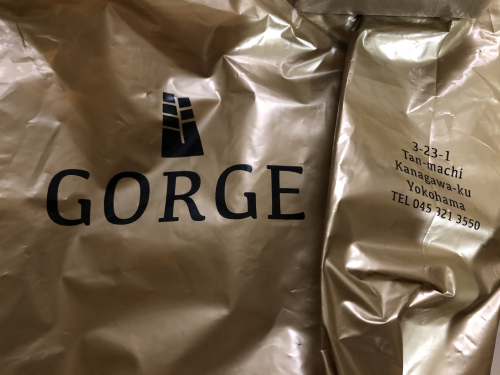 GORGE
3-23-1
Tan-machi
Kanagawa-ku
Yokohama
TEL 045 321 3550